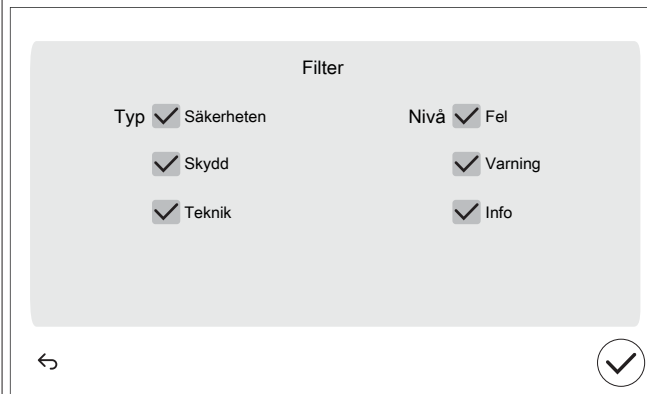 Filter
Typ Säkerheten Nivå Fel
Skydd Varning
Teknik Info